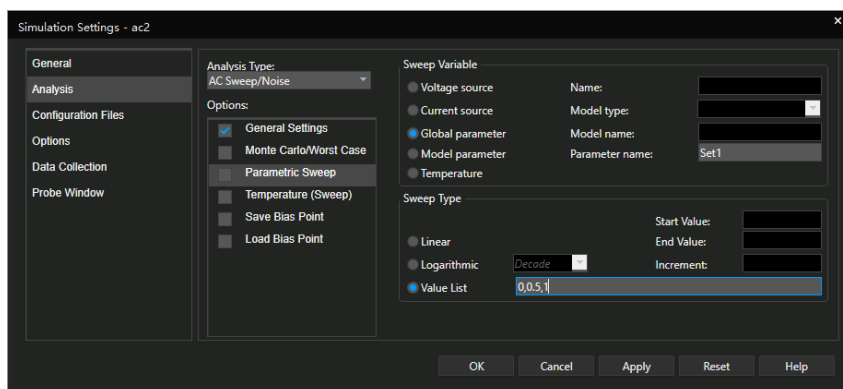 Simulation Settings - ac2
×
General
Analysis
Configuration Files
Options
Data Collection
Probe Window
Analysis Type:
AC Sweep/Noise
Options:
General Settings
Monte Carlo/Worst Case
Parametric Sweep
Temperature (Sweep)
Save Bias Point
Load Bias Point
Sweep Variable
Voltage source Name:
Current source Model type:
Global parameter Model name:
Model parameter Parameter name: Set1
Temperature
Sweep Type
Start Value:
Linear End Value:
Logarithmic Decade Increment:
Value List 0,0.5,1
OK Cancel Apply Reset Help